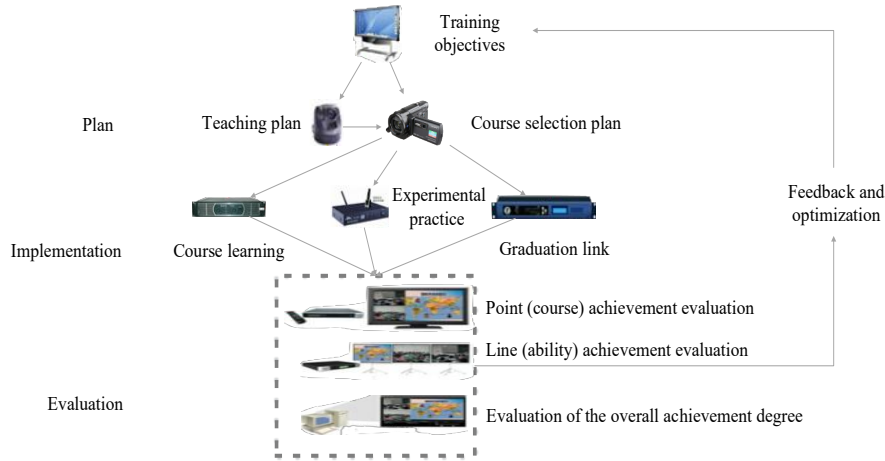 Training
objectives
Plan
Teaching plan
Course selection plan
Experimental
practice
Feedback and
optimization
Implementation
Course learning
Graduation link
Point (course) achievement evaluation
Line (ability) achievement evaluation
Evaluation
Evaluation of the overall achievement degree